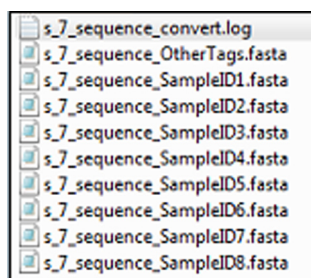 s_7_sequence_convert.log
s_7_sequence_OtherTags.fasta
s_7_sequence_SampleID1.fasta
s_7_sequence_SampleID2.fasta
s_7_sequence_SampleID3.fasta
s_7_sequence_SampleID4.fasta
s_7_sequence_SampleID5.fasta
s_7_sequence_SampleID6.fasta
s_7_sequence_SampleID7.fasta
s_7_sequence_SampleID8.fasta